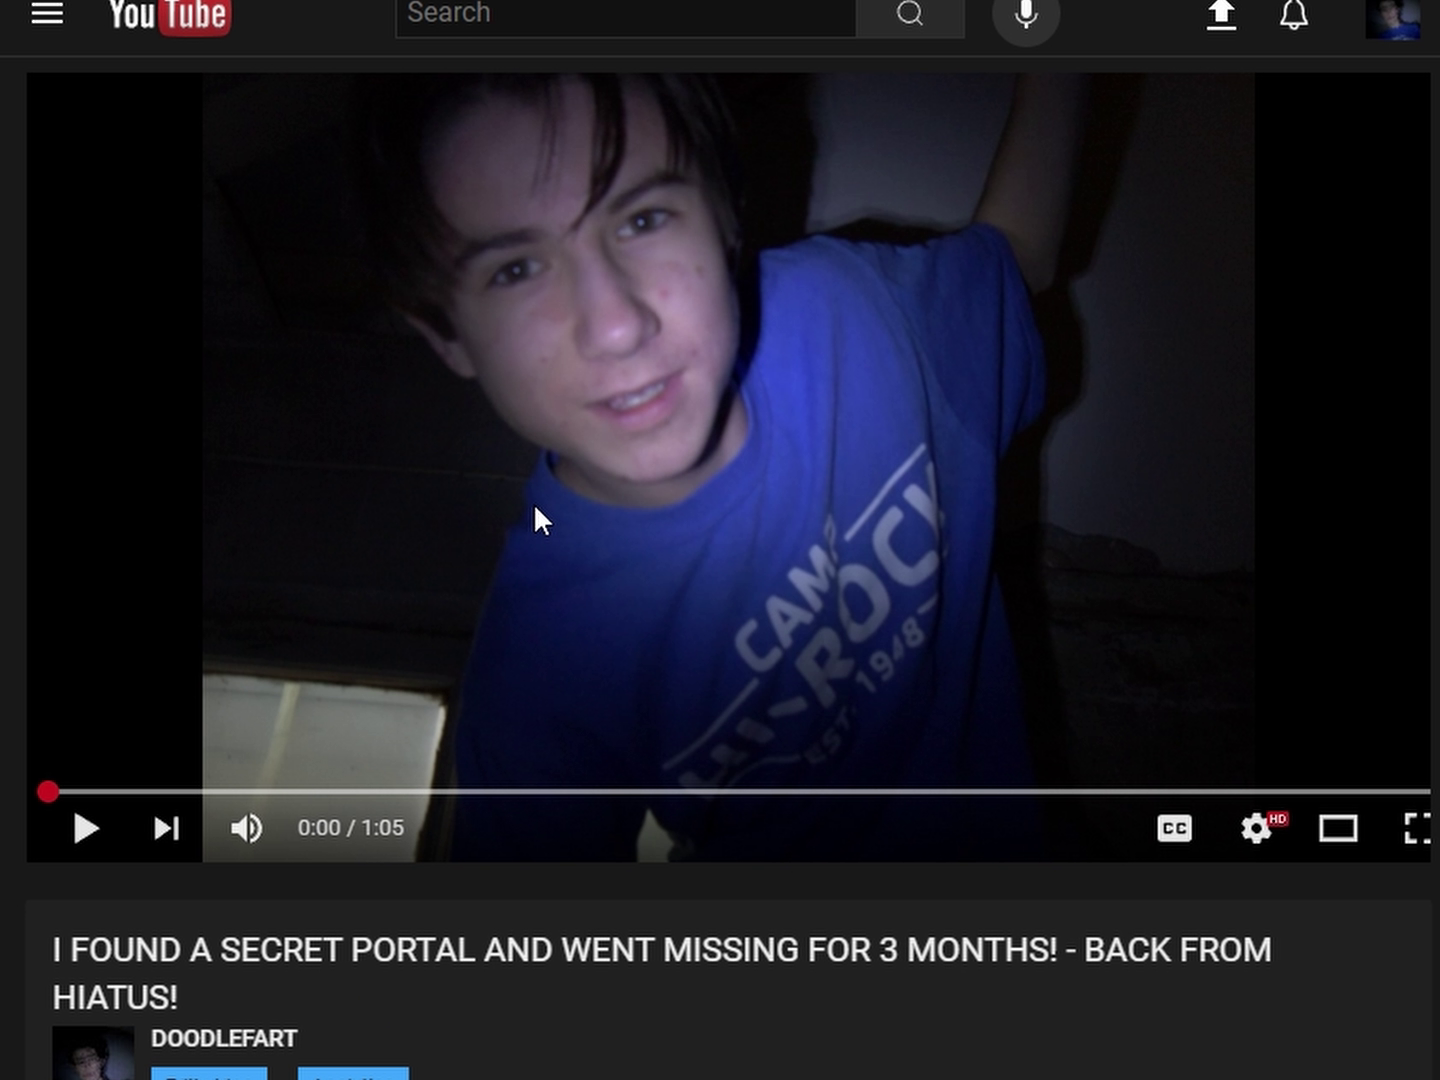 YouTube
Search
CAMP
ROCK
EST. 1948
0:00 / 1:05
CC
HD
I FOUND A SECRET PORTAL AND WENT MISSING FOR 3 MONTHS! - BACK FROM
HIATUS!
DOODLEFART